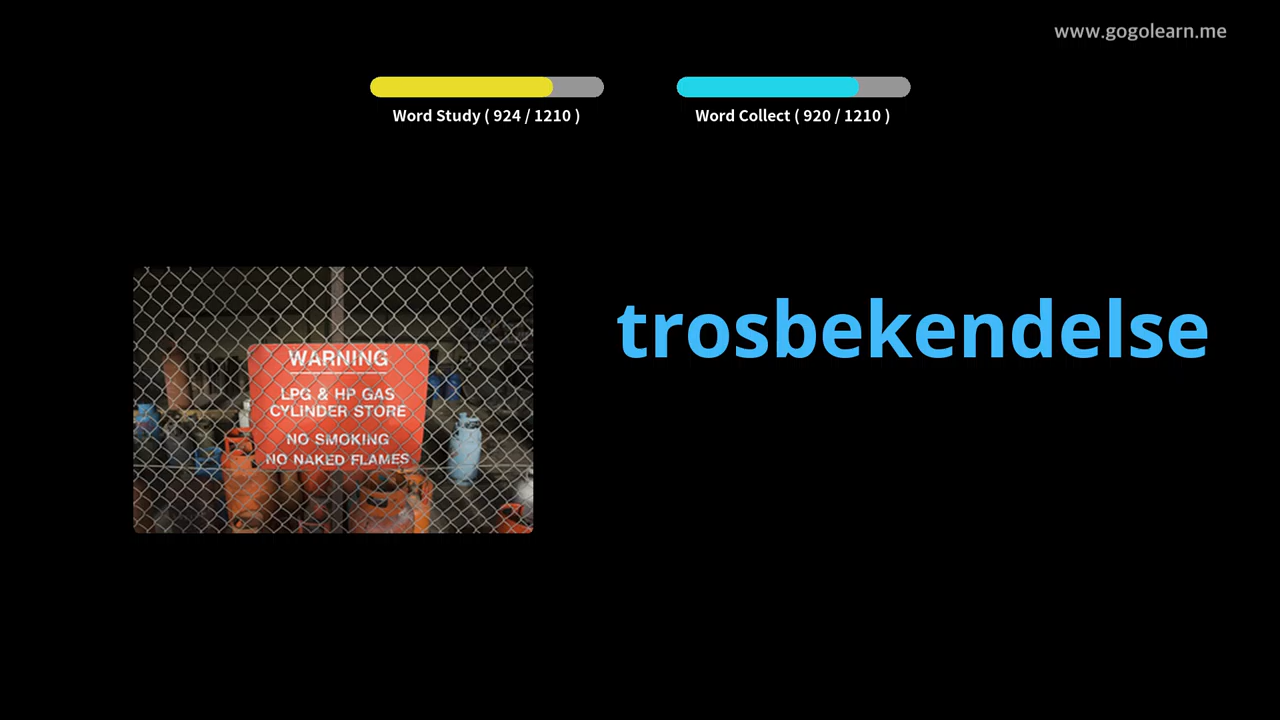 www.gogolearn.me
Word Study ( 924 / 1210 )
Word Collect ( 920 / 1210 )
trosbekendelse
WARNING
LPG & HP GAS
CYLINDER STORE
NO SMOKING
NO NAKED FLAMES